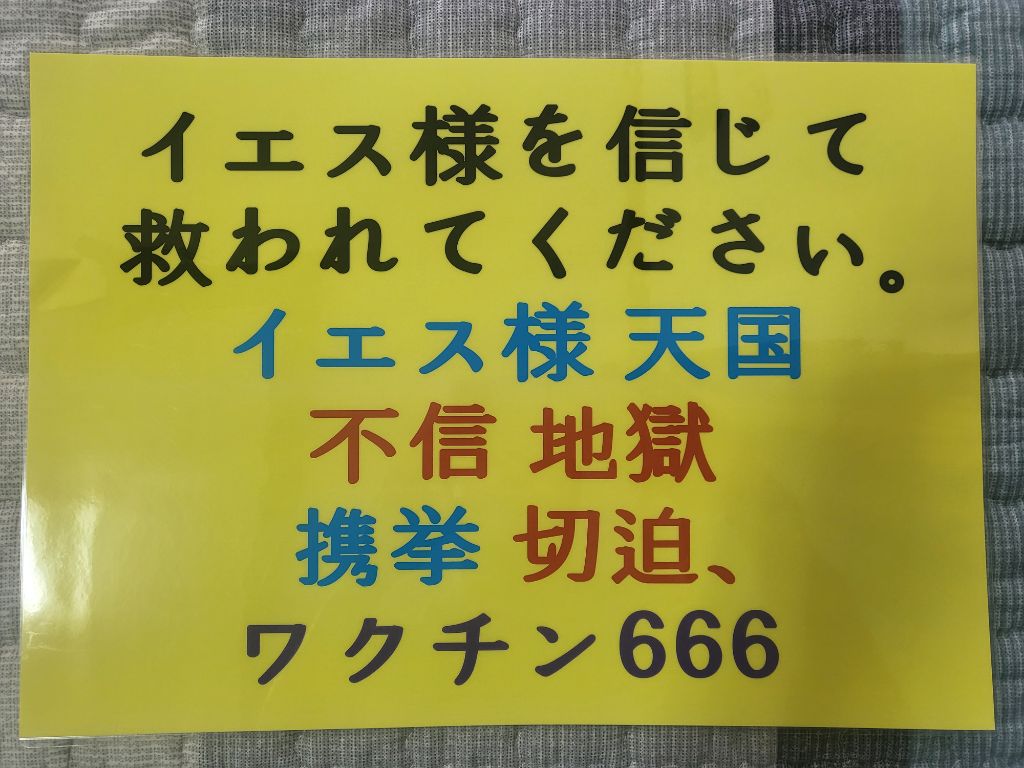 イエス様を信じて
救われてください。
イエス様 天国
不信 地獄
携挙 切迫、
ワクチン666